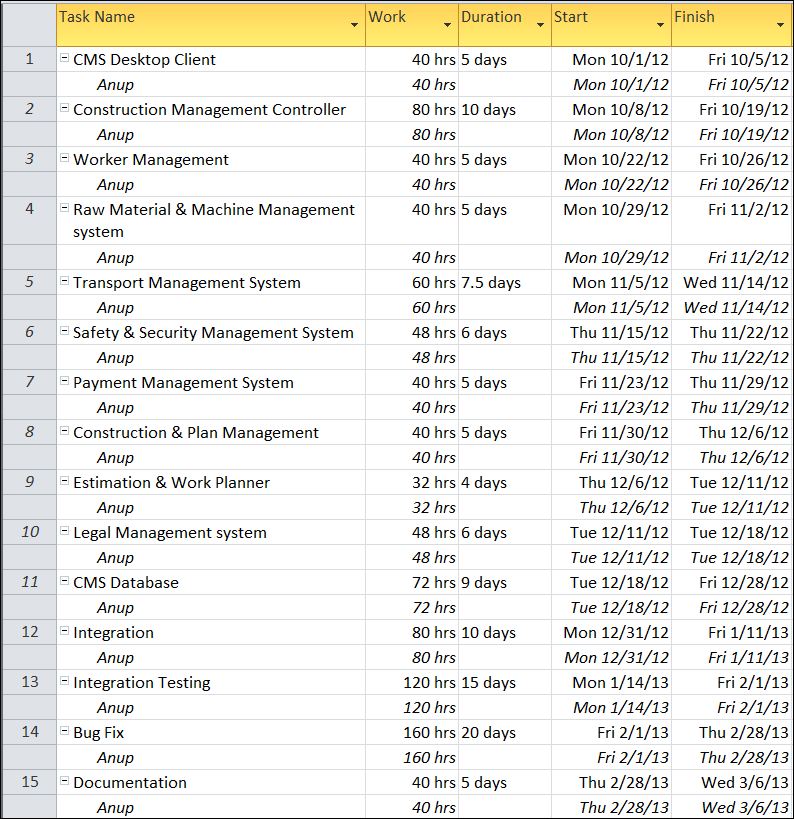 Task Name Work Duration Start Finish
1 CMS Desktop Client 40 hrs 5 days Mon 10/1/12 Fri 10/5/12
Anup 40 hrs Mon 10/1/12 Fri 10/5/12
2 Construction Management Controller 80 hrs 10 days Mon 10/8/12 Fri 10/19/12
Anup 80 hrs Mon 10/8/12 Fri 10/19/12
3 Worker Management 40 hrs 5 days Mon 10/22/12 Fri 10/26/12
Anup 40 hrs Mon 10/22/12 Fri 10/26/12
4 Raw Material & Machine Management 40 hrs 5 days Mon 10/29/12 Fri 11/2/12
system
Anup 40 hrs Mon 10/29/12 Fri 11/2/12
5 Transport Management System 60 hrs 7.5 days Mon 11/5/12 Wed 11/14/12
Anup 60 hrs Mon 11/5/12 Wed 11/14/12
6 Safety & Security Management System 48 hrs 6 days Thu 11/15/12 Thu 11/22/12
Anup 48 hrs Thu 11/15/12 Thu 11/22/12
7 Payment Management System 40 hrs 5 days Fri 11/23/12 Thu 11/29/12
Anup 40 hrs Fri 11/23/12 Thu 11/29/12
8 Construction & Plan Management 40 hrs 5 days Fri 11/30/12 Thu 12/6/12
Anup 40 hrs Fri 11/30/12 Thu 12/6/12
9 Estimation & Work Planner 32 hrs 4 days Thu 12/6/12 Tue 12/11/12
Anup 32 hrs Thu 12/6/12 Tue 12/11/12
10 Legal Management system 48 hrs 6 days Tue 12/11/12 Tue 12/18/12
Anup 48 hrs Tue 12/11/12 Tue 12/18/12
11 CMS Database 72 hrs 9 days Tue 12/18/12 Fri 12/28/12
Anup 72 hrs Tue 12/18/12 Fri 12/28/12
12 Integration 80 hrs 10 days Mon 12/31/12 Fri 1/11/13
Anup 80 hrs Mon 12/31/12 Fri 1/11/13
13 Integration Testing 120 hrs 15 days Mon 1/14/13 Fri 2/1/13
Anup 120 hrs Mon 1/14/13 Fri 2/1/13
14 Bug Fix 160 hrs 20 days Fri 2/1/13 Thu 2/28/13
Anup 160 hrs Fri 2/1/13 Thu 2/28/13
15 Documentation 40 hrs 5 days Thu 2/28/13 Wed 3/6/13
Anup 40 hrs Thu 2/28/13 Wed 3/6/13